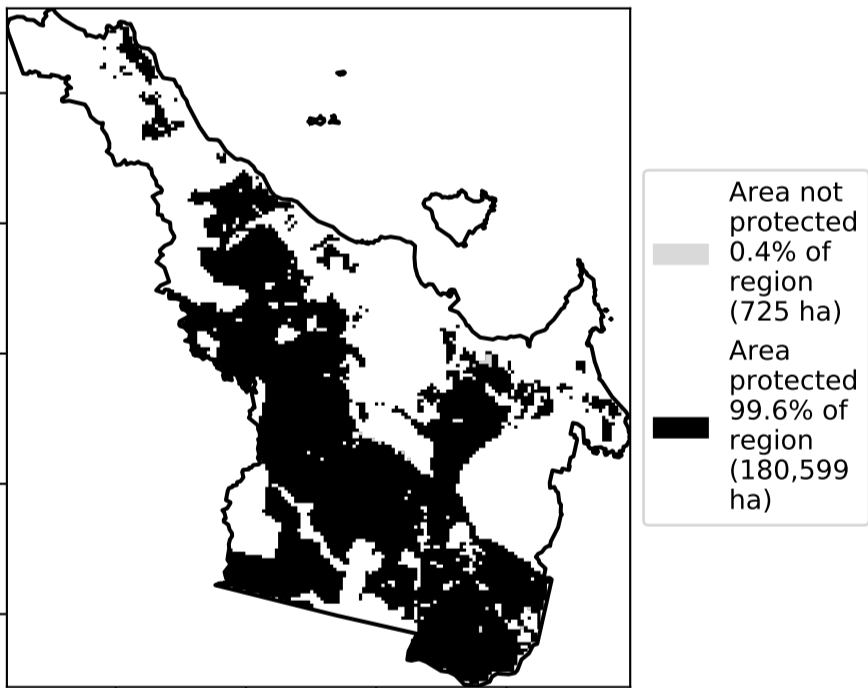 Area not
protected
0.4% of
region
(725 ha)
Area
protected
99.6% of
region
(180,599
ha)